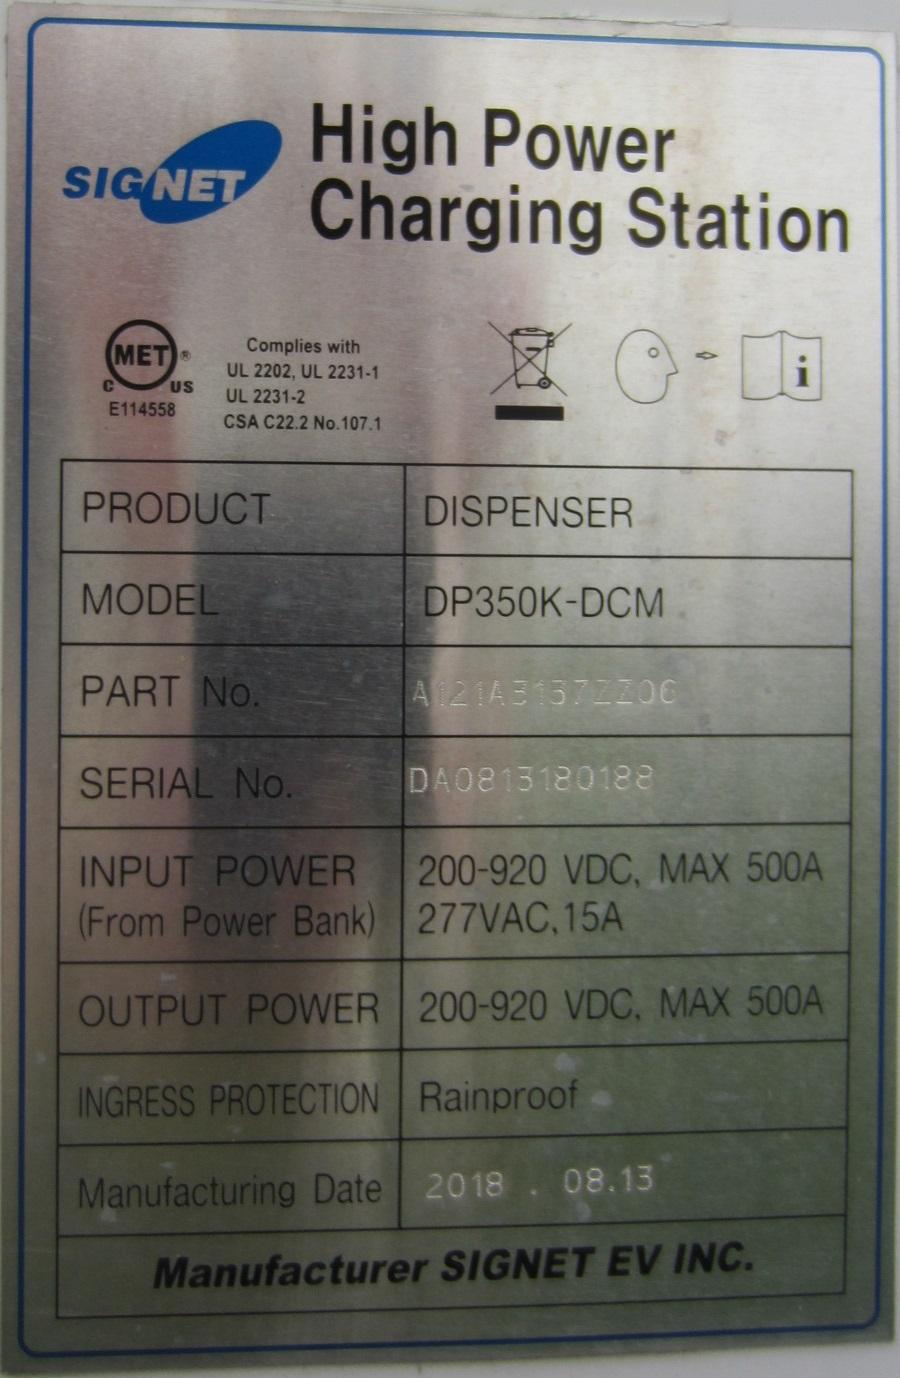 SIGNET
High Power
Charging Station
MET ®
C US
E114558
Complies with
UL 2202, UL 2231-1
UL 2231-2
CSA C22.2 No.107.1
i
PRODUCT DISPENSER
MODEL DP350K-DCM
PART No.
SERIAL No. DA0813180188
INPUT POWER 200-920 VDC, MAX 500A
(From Power Bank) 277VAC,15A
OUTPUT POWER 200-920 VDC, MAX 500A
INGRESS PROTECTION Rainproof
Manufacturing Date 2018 . 08.13
Manufacturer SIGNET EV INC.